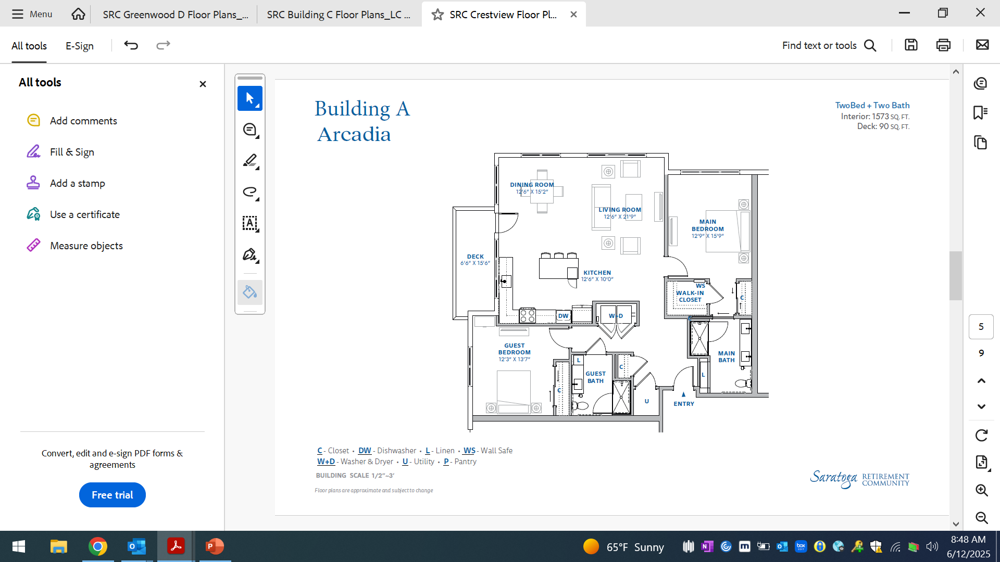 Menu
SRC Greenwood D Floor Plans_...
SRC Building C Floor Plans_LC ...
SRC Crestview Floor Pl...
All tools
E-Sign
Find text or tools
All tools
Add comments
Fill & Sign
Add a stamp
Use a certificate
Measure objects
Convert, edit and e-sign PDF forms &
agreements
Free trial
Building A
Arcadia
TwoBed + Two Bath
Interior: 1573 SQ. FT.
Deck: 90 SQ. FT.
DINING ROOM
12'6" X 15'2"
LIVING ROOM
12'6" X 21'9"
MAIN
BEDROOM
12'9" X 15'9"
DECK
6'6" X 15'6"
KITCHEN
12'6" X 10'0"
WS
WALK-IN
CLOSET
C
C
DW
W+D
GUEST
BEDROOM
12'3" X 13'7"
L
C
GUEST
BATH
C
U
MAIN
BATH
L
ENTRY
C - Closet • DW - Dishwasher • L - Linen • WS - Wall Safe
W+D - Washer & Dryer • U - Utility • P - Pantry
BUILDING SCALE 1/2"~3'
Floor plans are approximate and subject to change
Saratoga RETIREMENT
COMMUNITY
5
9
65°F Sunny
8:48 AM
6/12/2025